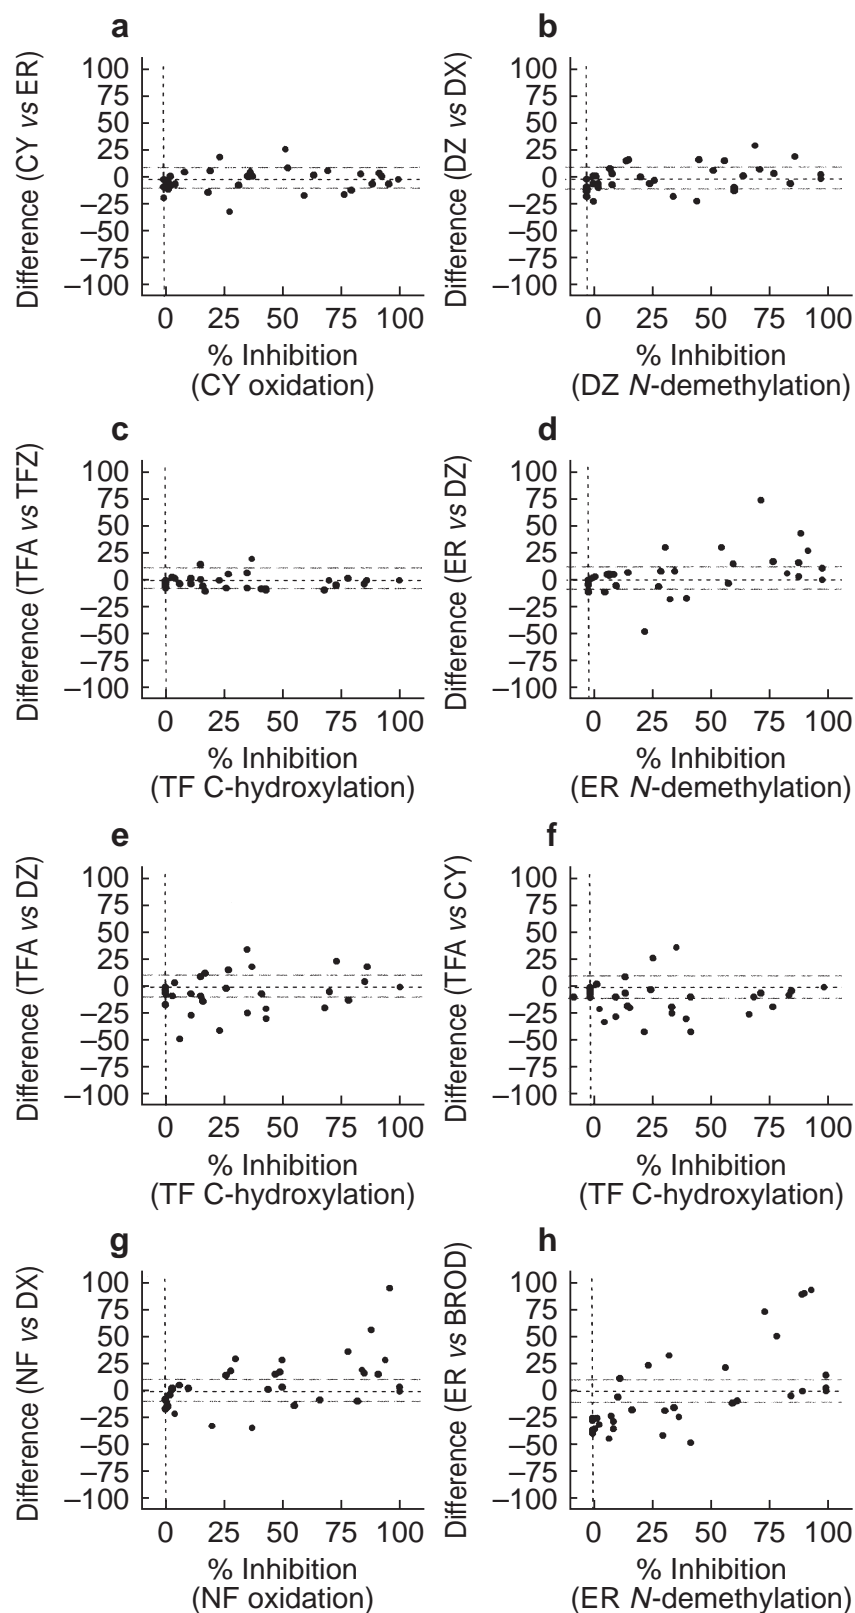 a
Difference (CY vs ER)
100
75
50
25
0
–25
–50
–75
–100
0 25 50 75 100
% Inhibition
(CY oxidation)
b
Difference (DZ vs DX)
100
75
50
25
0
–25
–50
–75
–100
0 25 50 75 100
% Inhibition
(DZ N-demethylation)
c
Difference (TFA vs TFZ)
100
75
50
25
0
–25
–50
–75
–100
0 25 50 75 100
% Inhibition
(TF C-hydroxylation)
d
Difference (ER vs DZ)
100
75
50
25
0
–25
–50
–75
–100
0 25 50 75 100
% Inhibition
(ER N-demethylation)
e
Difference (TFA vs DZ)
100
75
50
25
0
–25
–50
–75
–100
0 25 50 75 100
% Inhibition
(TF C-hydroxylation)
f
Difference (TFA vs CY)
100
75
50
25
0
–25
–50
–75
–100
0 25 50 75 100
% Inhibition
(TF C-hydroxylation)
g
Difference (NF vs DX)
100
75
50
25
0
–25
–50
–75
–100
0 25 50 75 100
% Inhibition
(NF oxidation)
h
Difference (ER vs BROD)
100
75
50
25
0
–25
–50
–75
–100
0 25 50 75 100
% Inhibition
(ER N-demethylation)